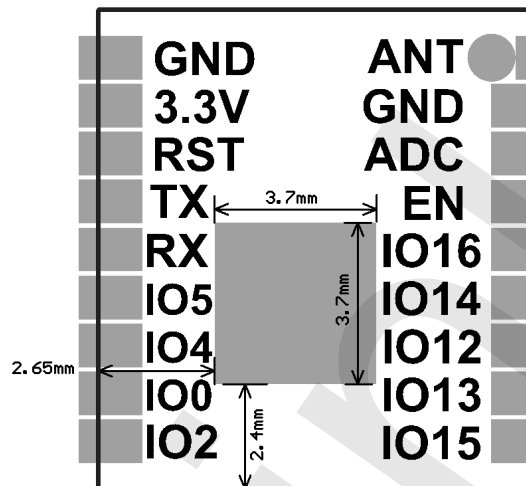 GND ANT
3.3V GND
RST ADC
TX 3.7mm EN
RX IO16
IO5 3.7mm IO14
IO4 IO12
2.65mm IO0 IO13
IO2 2.4mm IO15